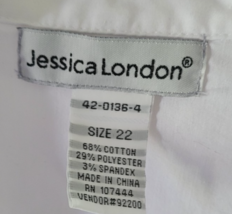 Jessica London®
42-0136-4
SIZE 22
68% COTTON
29% POLYESTER
3% SPANDEX
MADE IN CHINA
RN 107444
VENDOR#92200